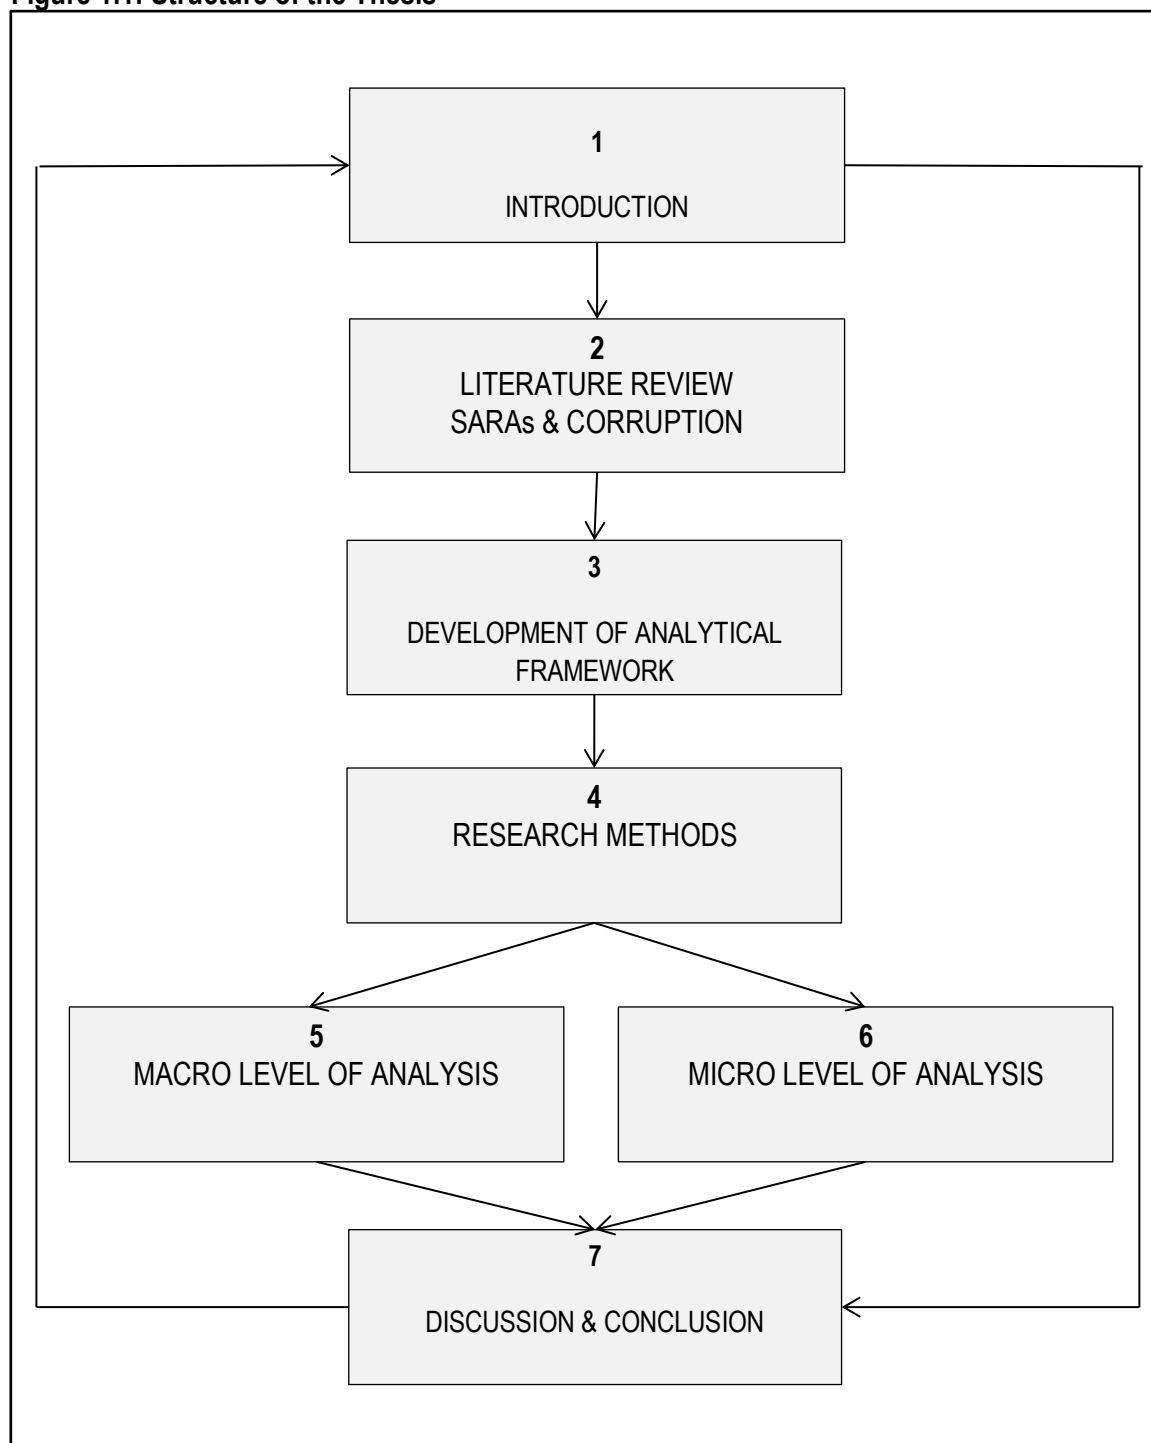 Figure 1.1: Structure of the Thesis
1
INTRODUCTION
2
LITERATURE REVIEW
SARAs & CORRUPTION
3
DEVELOPMENT OF ANALYTICAL
FRAMEWORK
4
RESEARCH METHODS
5
MACRO LEVEL OF ANALYSIS
6
MICRO LEVEL OF ANALYSIS
7
DISCUSSION & CONCLUSION